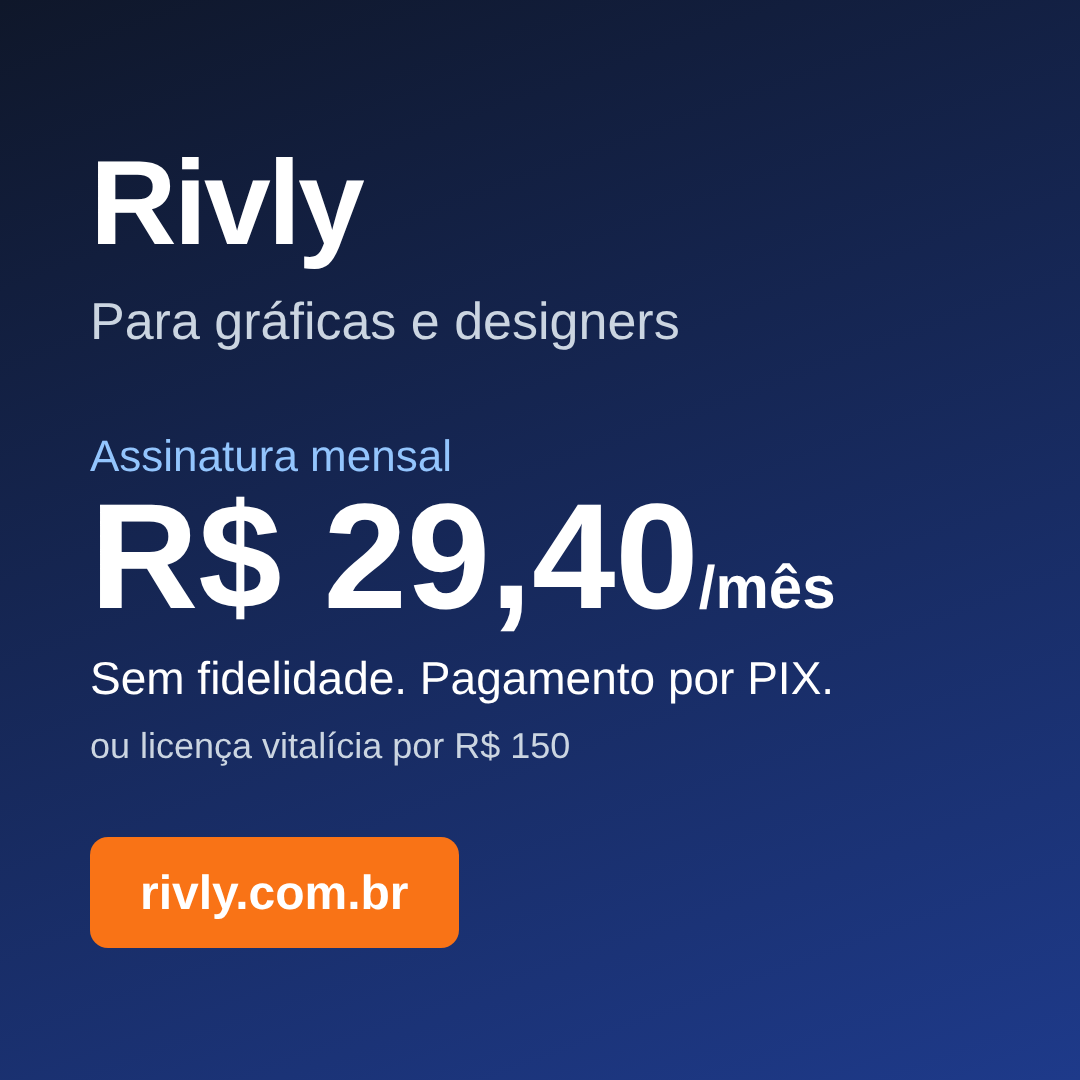 Rivly
Para gráficas e designers
Assinatura mensal
R$ 29,40/mês
Sem fidelidade. Pagamento por PIX.
ou licença vitalícia por R$ 150
rivly.com.br